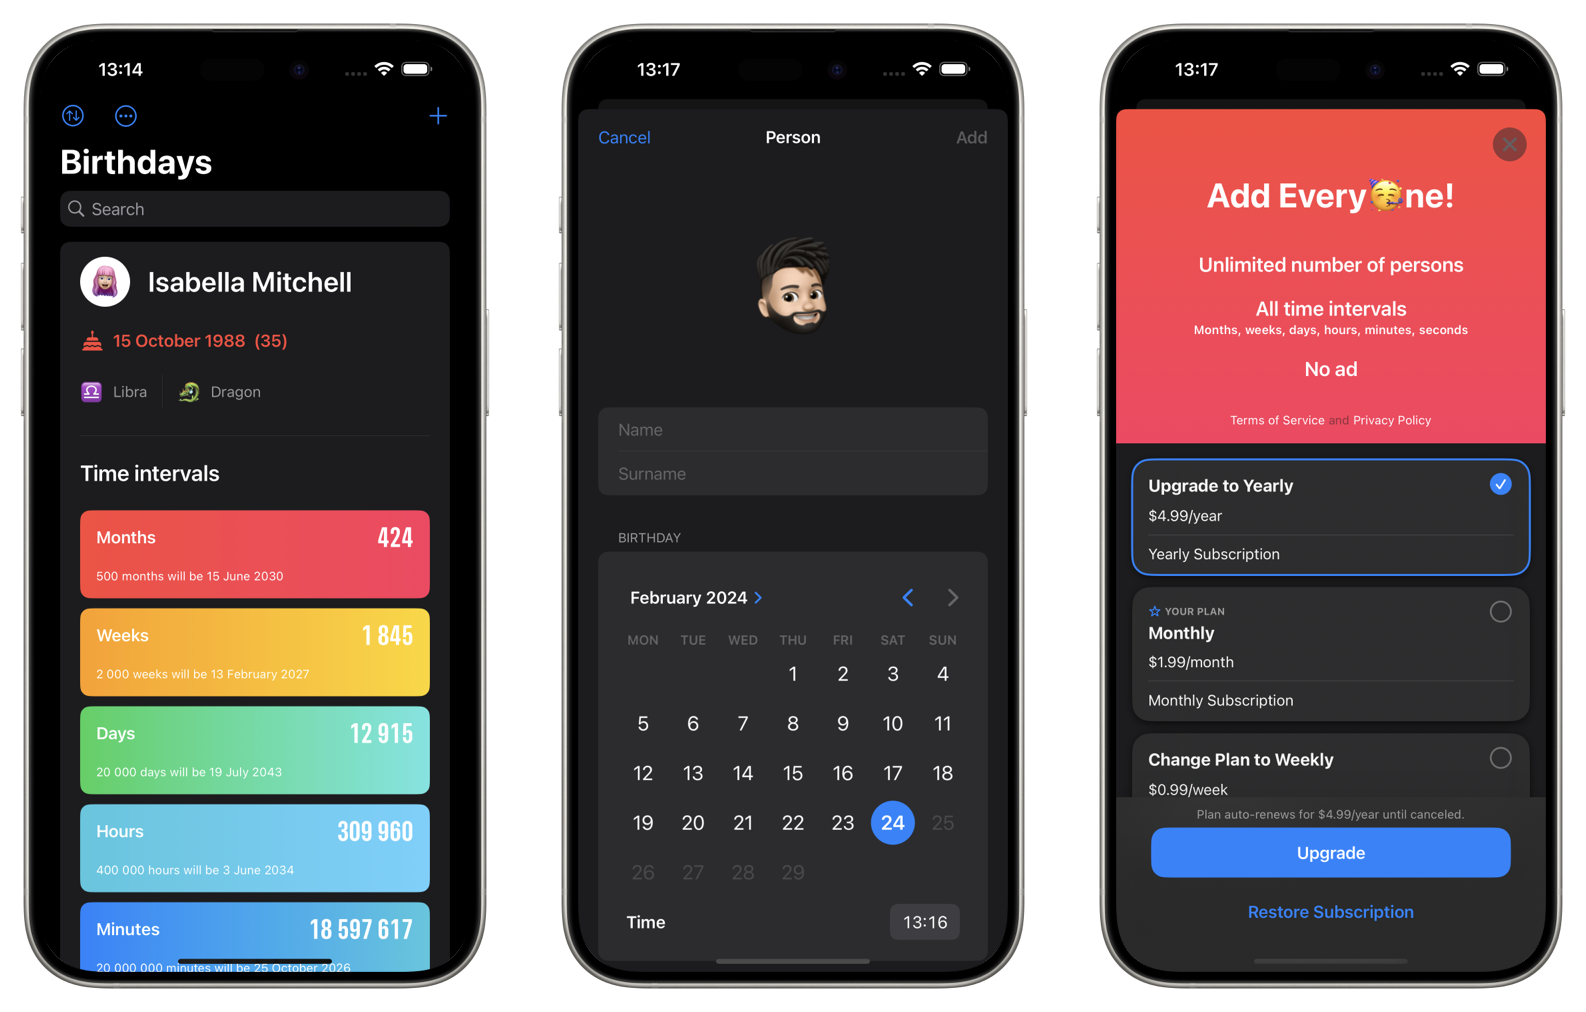 13:14
Birthdays
Search
Isabella Mitchell
15 October 1988 (35)
Libra
Dragon
Time intervals
Months 424
500 months will be 15 June 2030
Weeks 1 845
2 000 weeks will be 13 February 2027
Days 12 915
20 000 days will be 19 July 2043
Hours 309 960
400 000 hours will be 3 June 2034
Minutes 18 597 617
20 000 000 minutes will be 25 October 2026
13:17
Cancel Person Add
Name
Surname
BIRTHDAY
February 2024
MON TUE WED THU FRI SAT SUN
1 2 3 4
5 6 7 8 9 10 11
12 13 14 15 16 17 18
19 20 21 22 23 24 25
26 27 28 29
Time 13:16
13:17
Add Every🥳ne!
Unlimited number of persons
All time intervals
Months, weeks, days, hours, minutes, seconds
No ad
Terms of Service and Privacy Policy
Upgrade to Yearly
$4.99/year
Yearly Subscription
YOUR PLAN
Monthly
$1.99/month
Monthly Subscription
Change Plan to Weekly
$0.99/week
Plan auto-renews for $4.99/year until canceled.
Upgrade
Restore Subscription